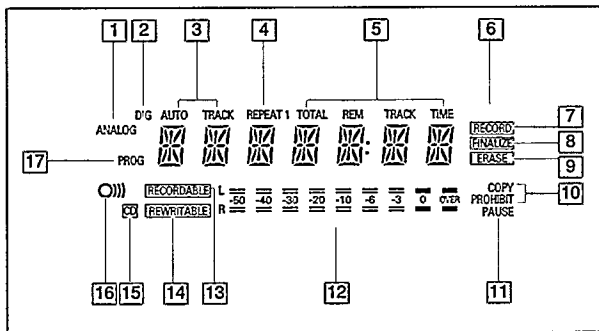 1 2 3 4 5 6
DIG AUTO TRACK REPEAT 1 TOTAL REM TRACK TIME
ANALOG
RECORD 7
FINALIZE 8
17 PROG
ERASE 9
RECORDABLE L
COPY
-50 -40 -30 -20 -10 -6 -3 0 OVER
PROHIBIT 10
CD REWRITABLE R
PAUSE
16 15 14 13 12 11